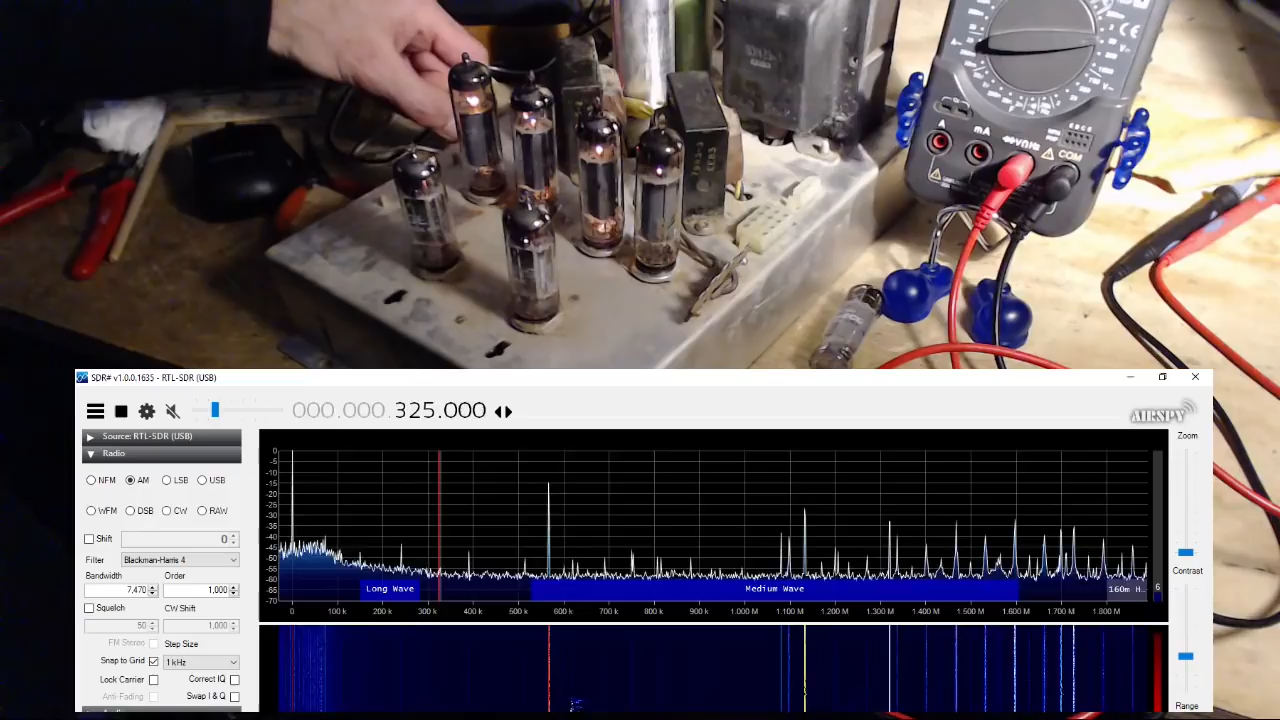 A
mA
COM
SDR# v1.0.0.1635 - RTL-SDR (USB)
000.000.325.000
AIRSPY
Source: RTL-SDR (USB)
Radio
NFM AM LSB USB
WFM DSB CW RAW
Shift 0
Filter Blackman-Harris 4
Bandwidth Order
7,470 1,000
Squelch CW Shift
50 1,000
FM Stereo Step Size
Snap to Grid 1 kHz
Lock Carrier Correct IQ
Anti-Fading Swap I & Q
0
-5
-10
-15
-20
-25
-30
-35
-40
-45
-50
-55
-60
-65
-70
Long Wave Medium Wave 160m H...
0 100 k 200 k 300 k 400 k 500 k 600 k 700 k 800 k 900 k 1.000 M 1.100 M 1.200 M 1.300 M 1.400 M 1.500 M 1.600 M 1.700 M 1.800 M
6
Zoom
Contrast
Range